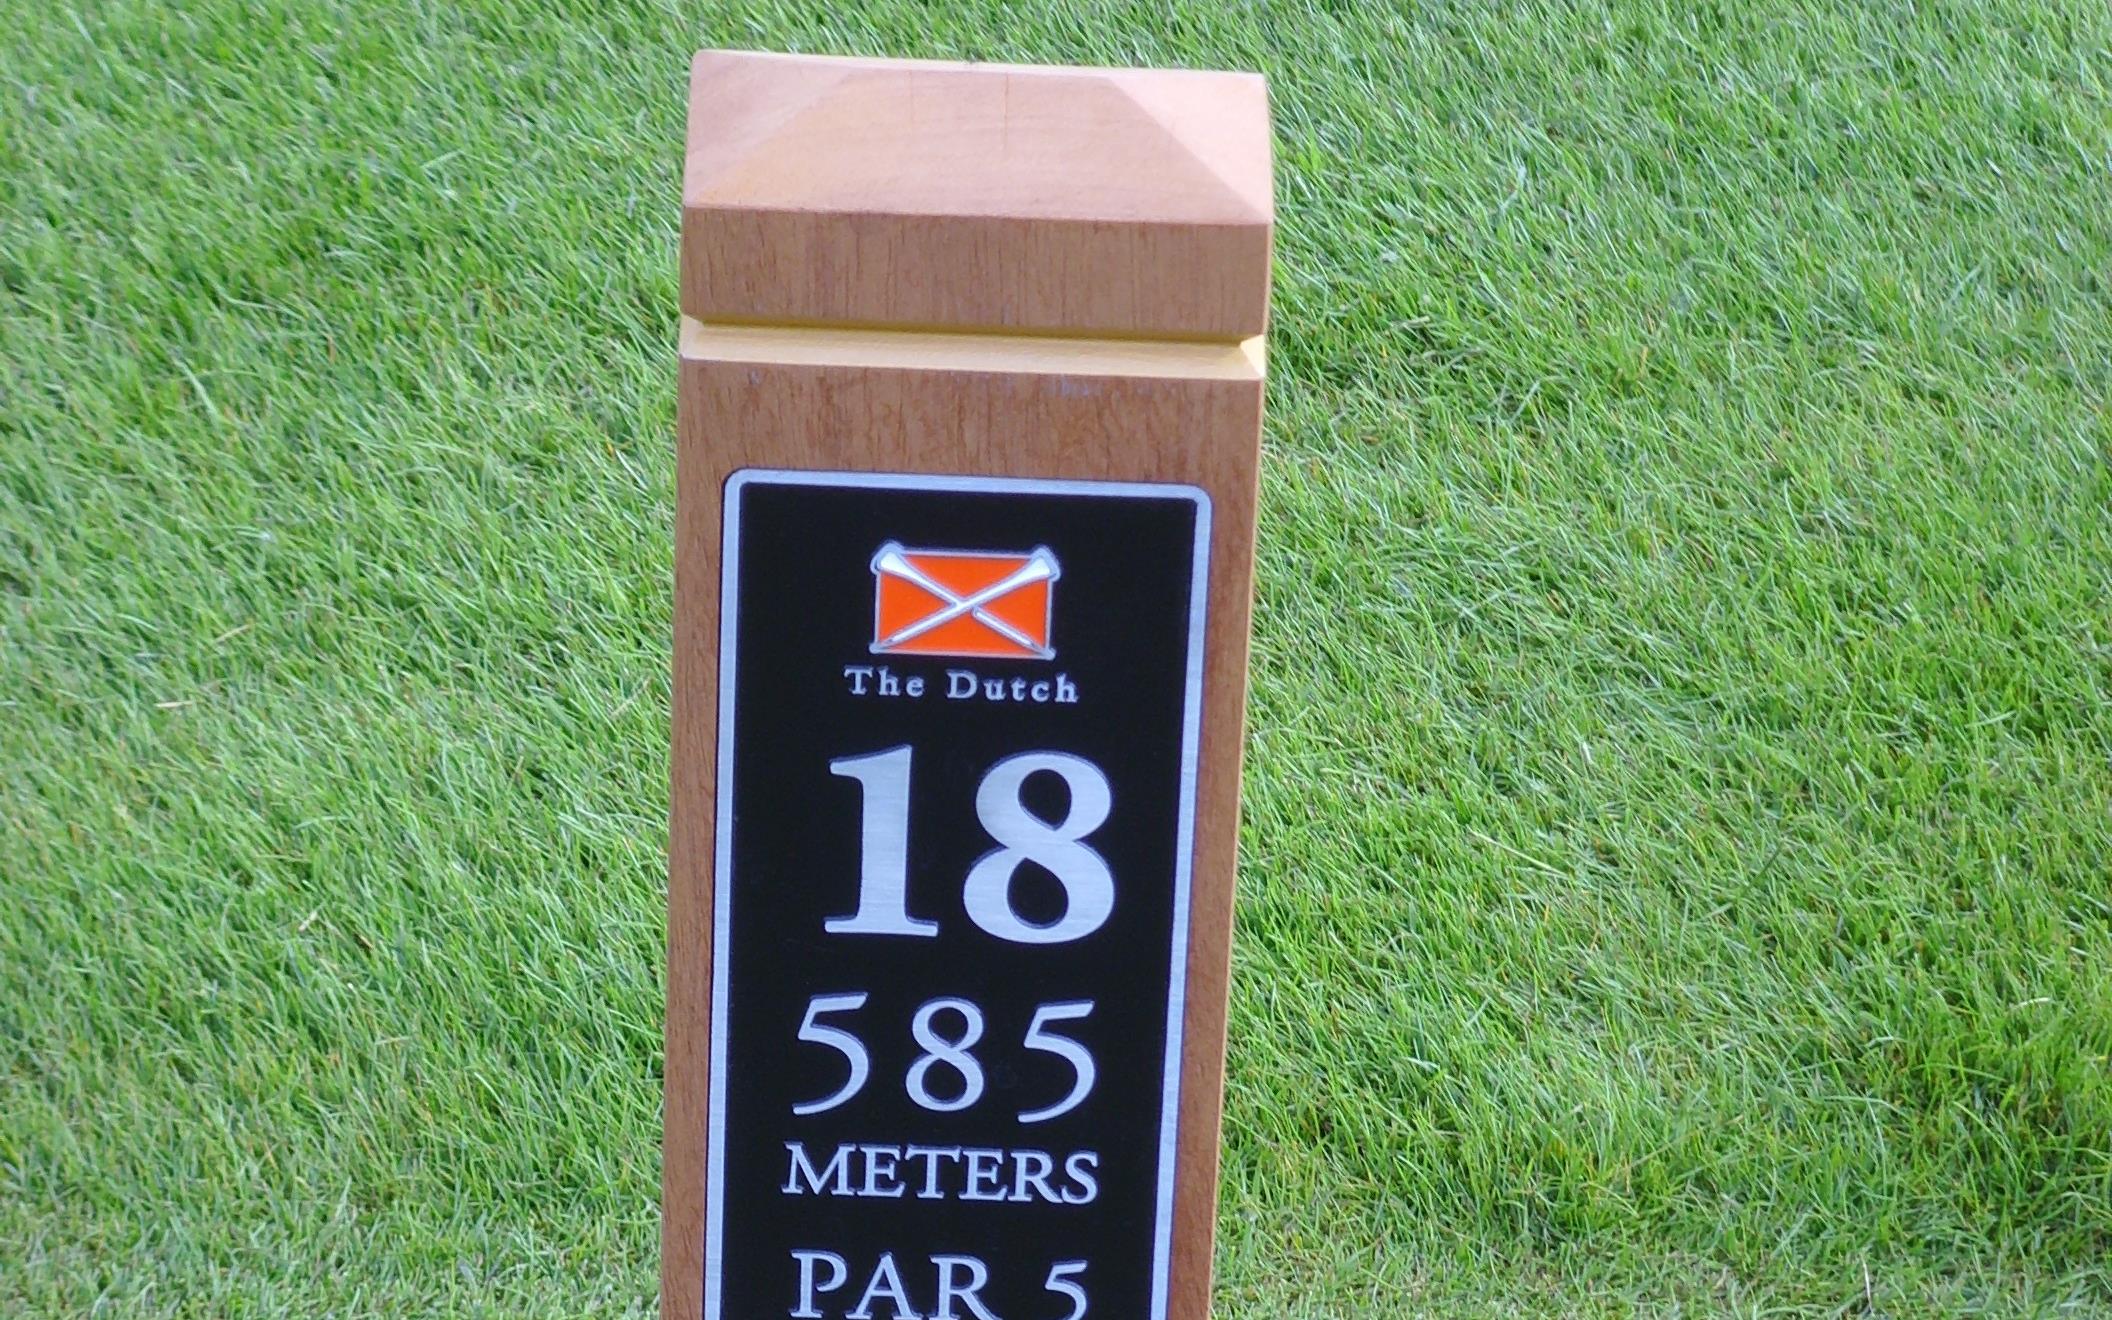 The Dutch
18
585
METERS
PAR 5